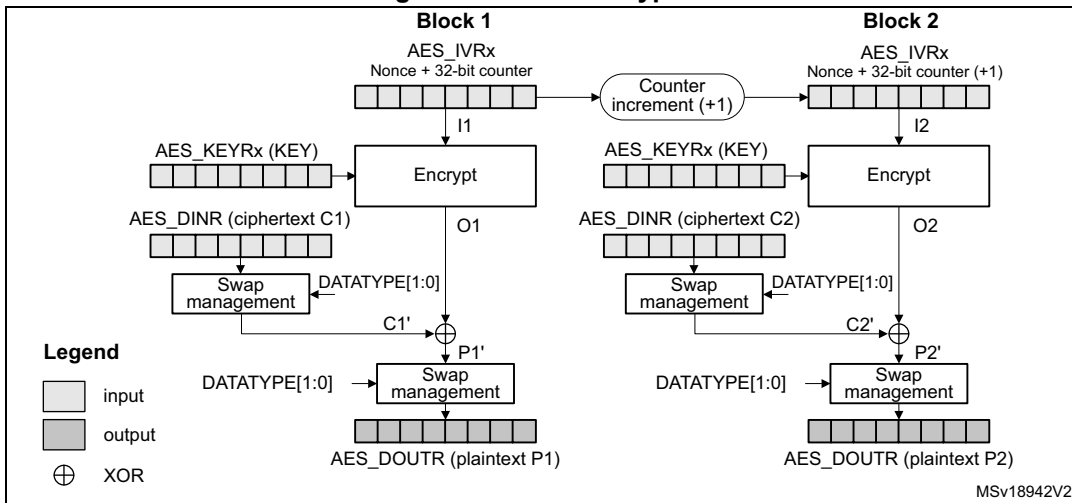 Block 1
Block 2
AES_IVRx
Nonce + 32-bit counter
Counter
increment (+1)
AES_IVRx
Nonce + 32-bit counter (+1)
I1
I2
AES_KEYRx (KEY)
Encrypt
AES_KEYRx (KEY)
Encrypt
AES_DINR (ciphertext C1)
O1
AES_DINR (ciphertext C2)
O2
Swap
management
DATATYPE[1:0]
Swap
management
DATATYPE[1:0]
C1'
C2'
P1'
P2'
Legend
input
output
XOR
DATATYPE[1:0]
Swap
management
DATATYPE[1:0]
Swap
management
AES_DOUTR (plaintext P1)
AES_DOUTR (plaintext P2)
MSv18942V2